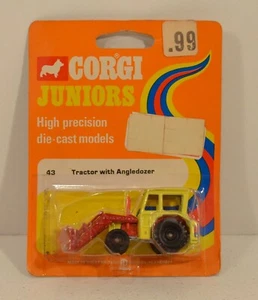 .99
CORGI
JUNIORS
High precision
die-cast models
43 Tractor with Angledozer